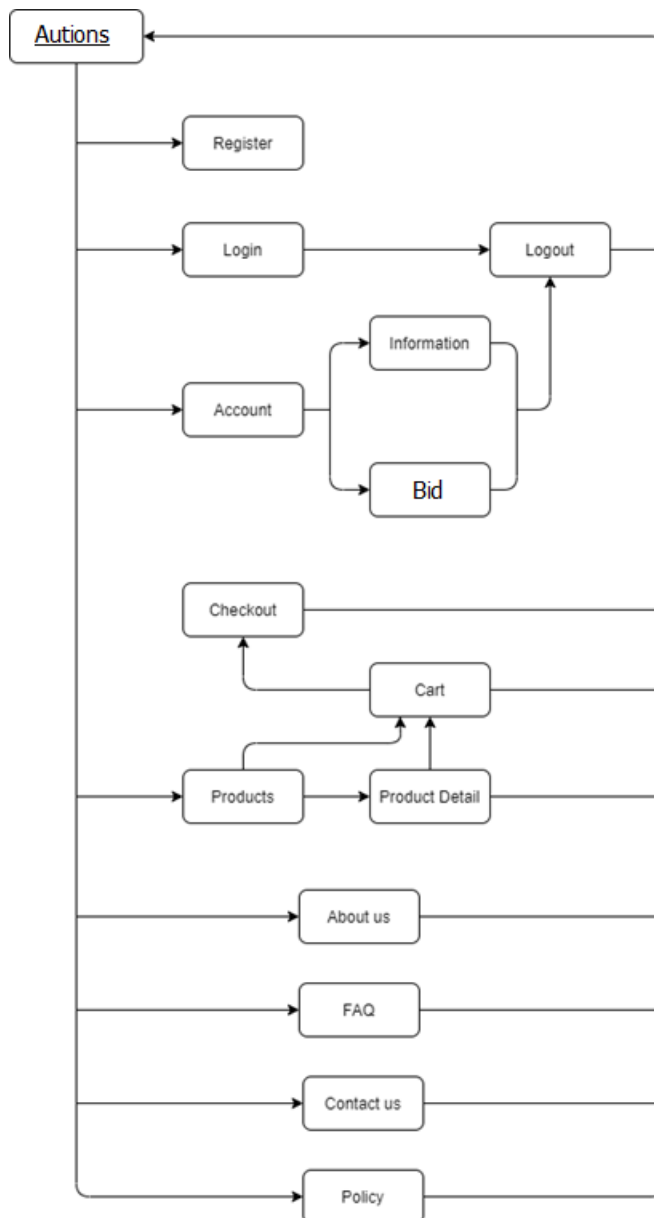 Autions
Register
Login
Logout
Information
Account
Bid
Checkout
Cart
Products
Product Detail
About us
FAQ
Contact us
Policy